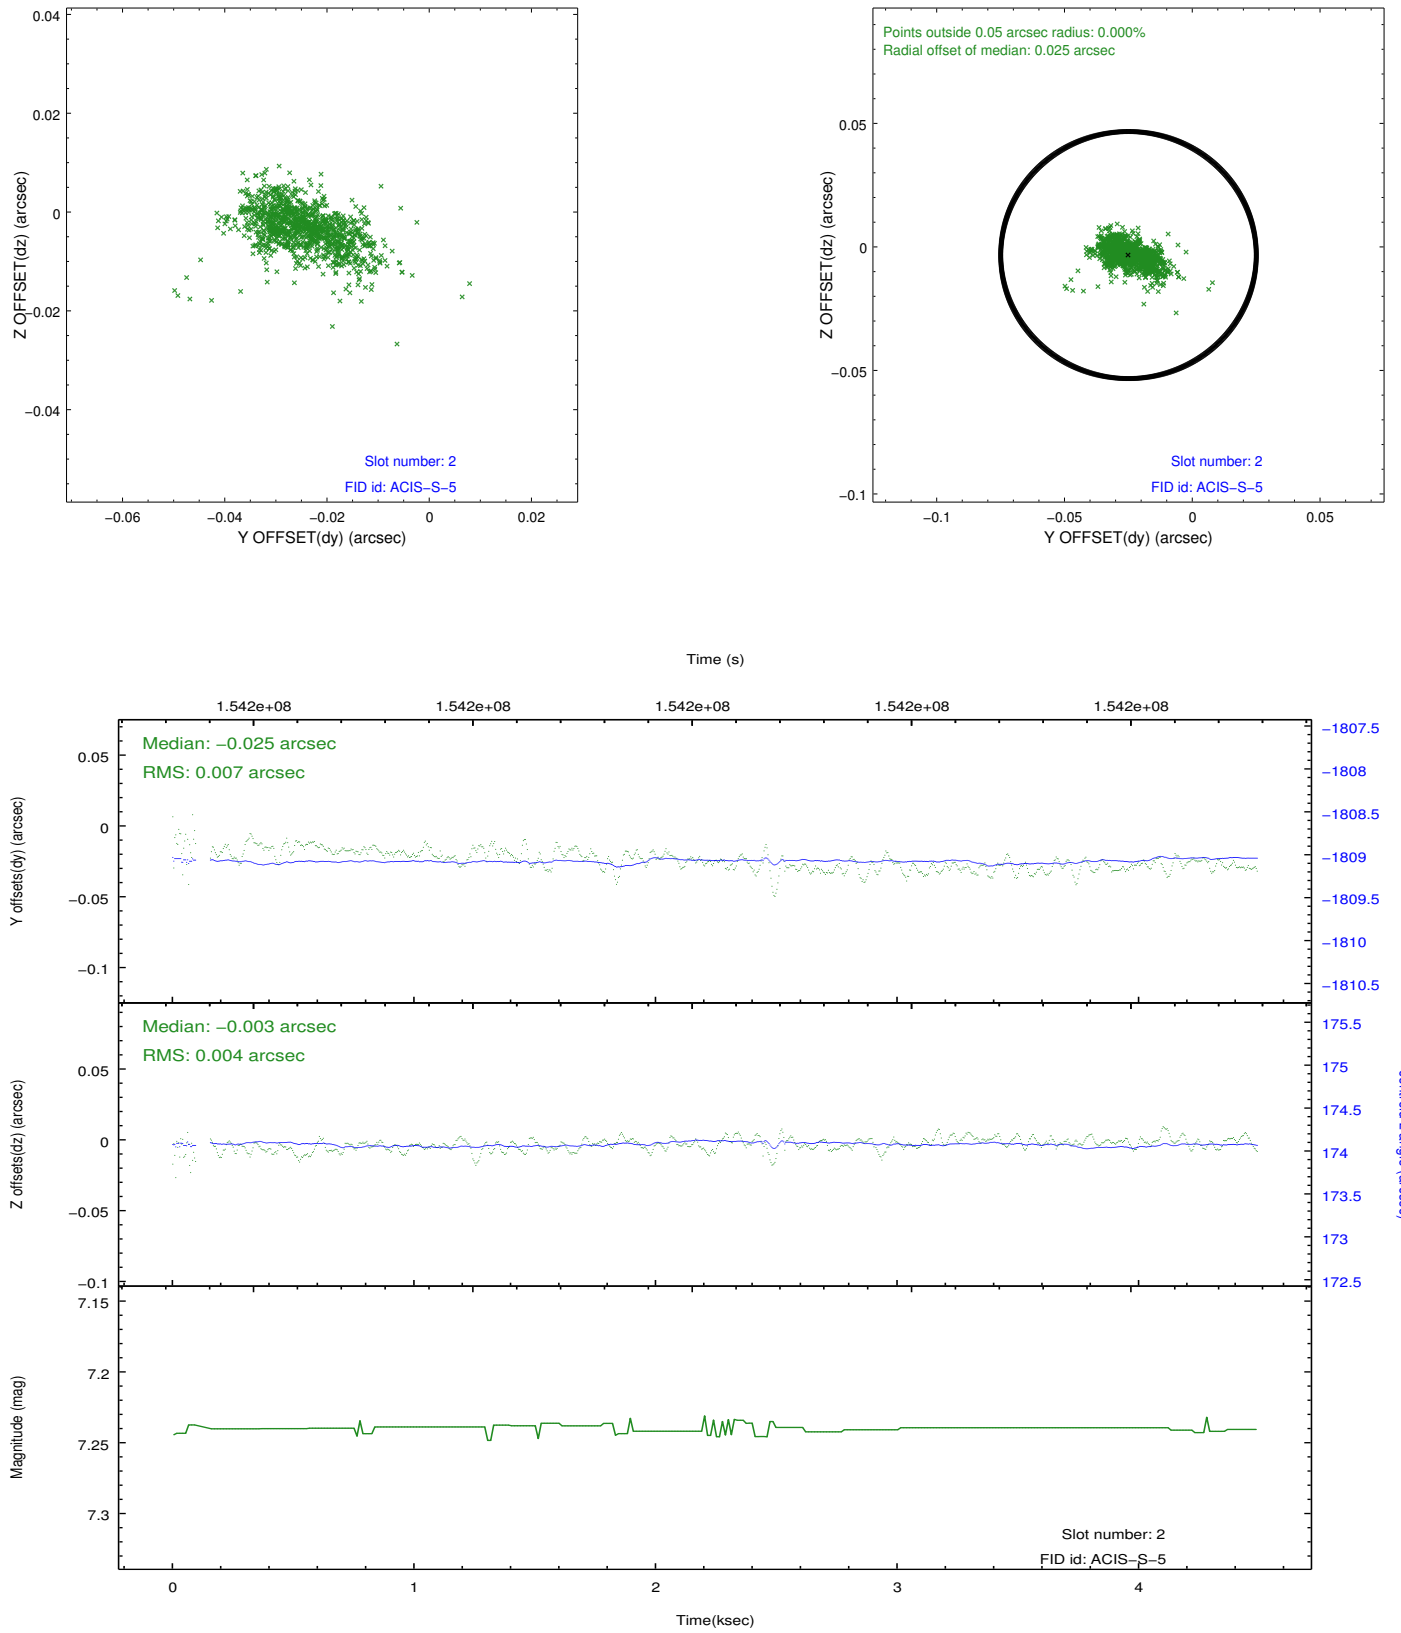 0.04
0.02
0
−0.02
−0.04
Z OFFSET(dz) (arcsec)
Slot number: 2
FID id: ACIS−S−5
−0.06
−0.04
−0.02
0
0.02
Y OFFSET(dy) (arcsec)
Points outside 0.05 arcsec radius: 0.000%
Radial offset of median: 0.025 arcsec
0.05
0
−0.05
−0.1
Z OFFSET(dz) (arcsec)
Slot number: 2
FID id: ACIS−S−5
−0.1
−0.05
0
0.05
Y OFFSET(dy) (arcsec)
Time (s)
1.542e+08 1.542e+08 1.542e+08 1.542e+08 1.542e+08
Median: −0.025 arcsec
RMS: 0.007 arcsec
0.05
0
−0.05
−0.1
Y offsets(dy) (arcsec)
−1807.5
−1808
−1808.5
−1809
−1809.5
−1810
−1810.5
Median: −0.003 arcsec
RMS: 0.004 arcsec
0.05
0
−0.05
−0.1
Z offsets(dz) (arcsec)
175.5
175
174.5
174
173.5
173
172.5
7.15
7.2
7.25
7.3
Magnitude (mag)
Slot number: 2
FID id: ACIS−S−5
0 1 2 3 4
Time(ksec)